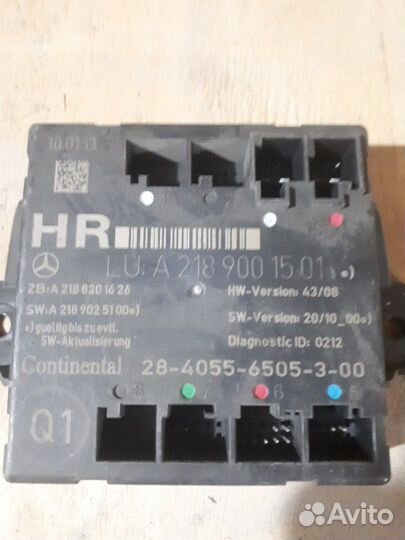 30.01.13
HR
LU: A 218 900 15 01 *)
ZB: A 218 820 16 26
HW-Version: 43/08
SW: A 218 902 51 00*)
SW-Version: 20/10_00*)
*) gueltig bis zu evtl.
SW-Aktualisierung
Diagnostic ID: 0212
Continental
28-4055-6505-3-00
8
7
6
5
Q1
Avito